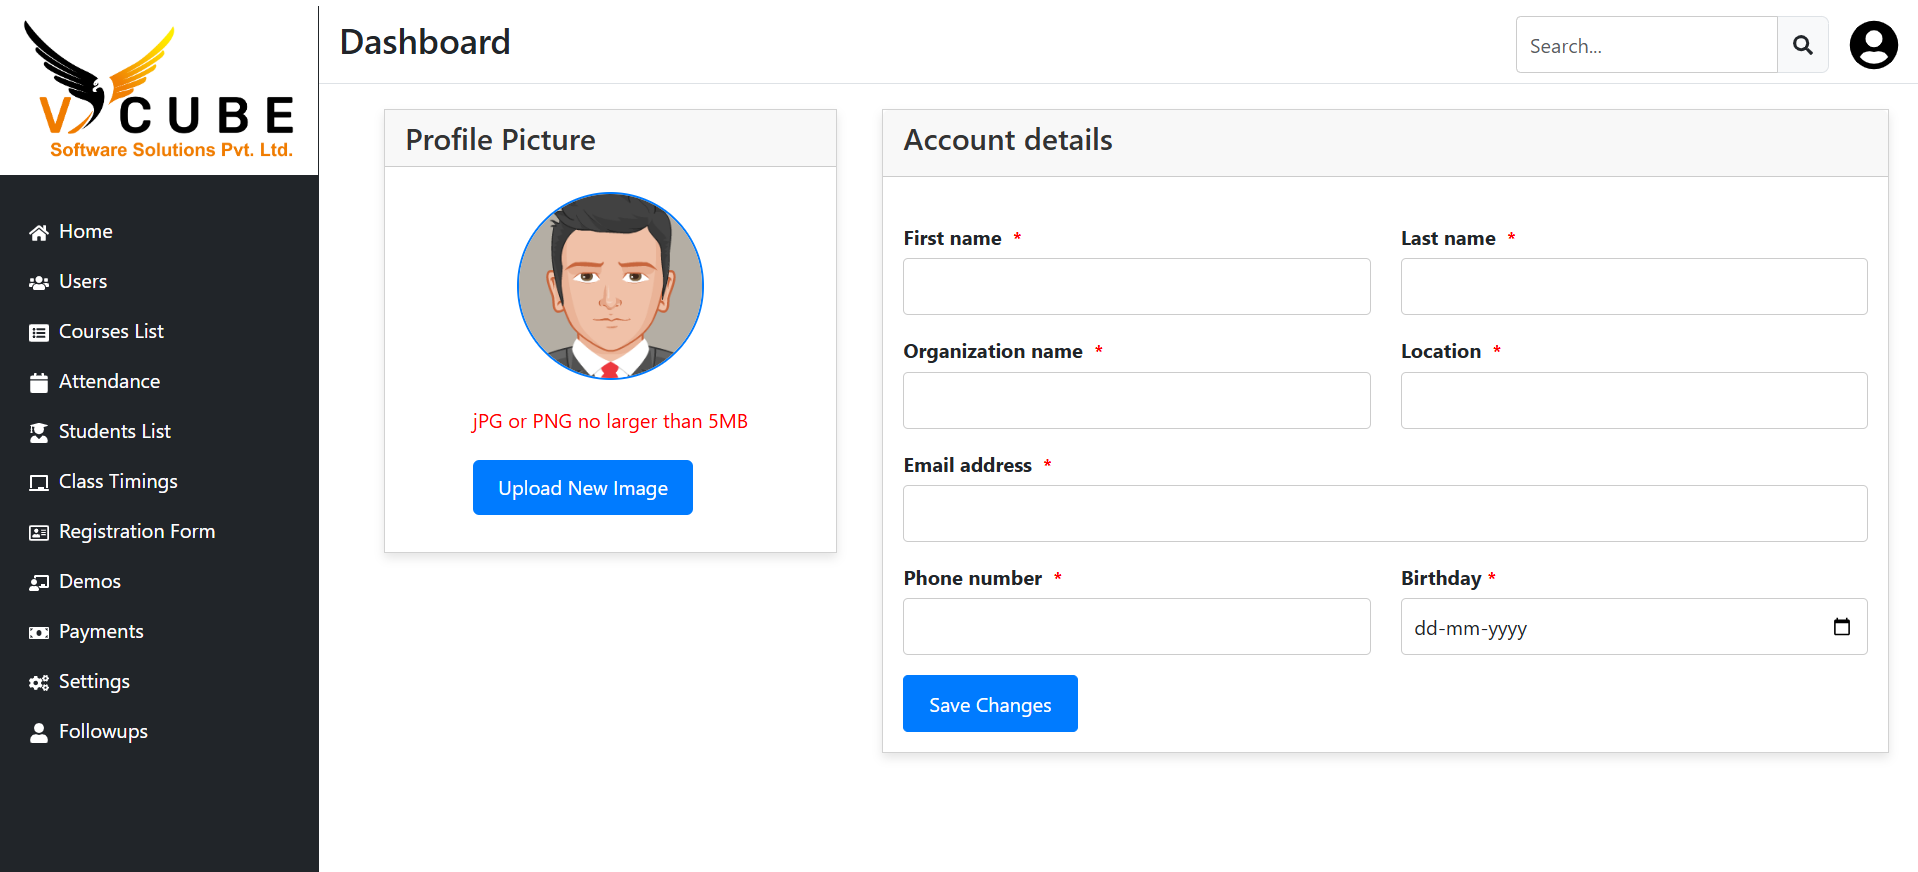 V CUBE
Software Solutions Pvt. Ltd.
Home
Users
Courses List
Attendance
Students List
Class Timings
Registration Form
Demos
Payments
Settings
Followups
Dashboard
Search...
Profile Picture
jPG or PNG no larger than 5MB
Upload New Image
Account details
First name *
Last name *
Organization name *
Location *
Email address *
Phone number *
Birthday *
dd-mm-yyyy
Save Changes